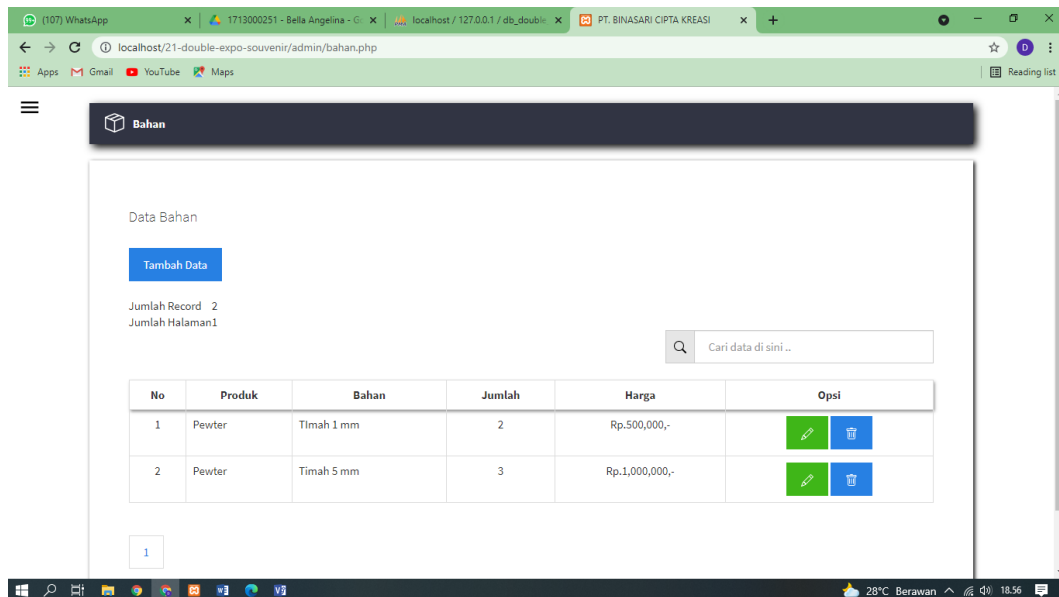 (107) WhatsApp
1713000251 - Bella Angelina - G
localhost / 127.0.0.1 / db_double_
PT. BINASARI CIPTA KREASI
localhost/21-double-expo-souvenir/admin/bahan.php
D
Apps Gmail YouTube Maps Reading list
Bahan
Data Bahan
Tambah Data
Jumlah Record 2
Jumlah Halaman1
Cari data di sini ..
No Produk Bahan Jumlah Harga Opsi
1 Pewter TImah 1 mm 2 Rp.500,000,-
2 Pewter Timah 5 mm 3 Rp.1,000,000,-
1
28°C Berawan 18.56